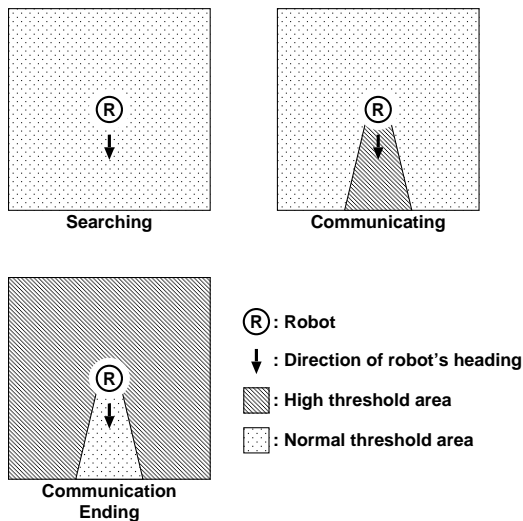 R
Searching
R
Communicating
R
Communication
Ending
R : Robot
: Direction of robot's heading
: High threshold area
: Normal threshold area